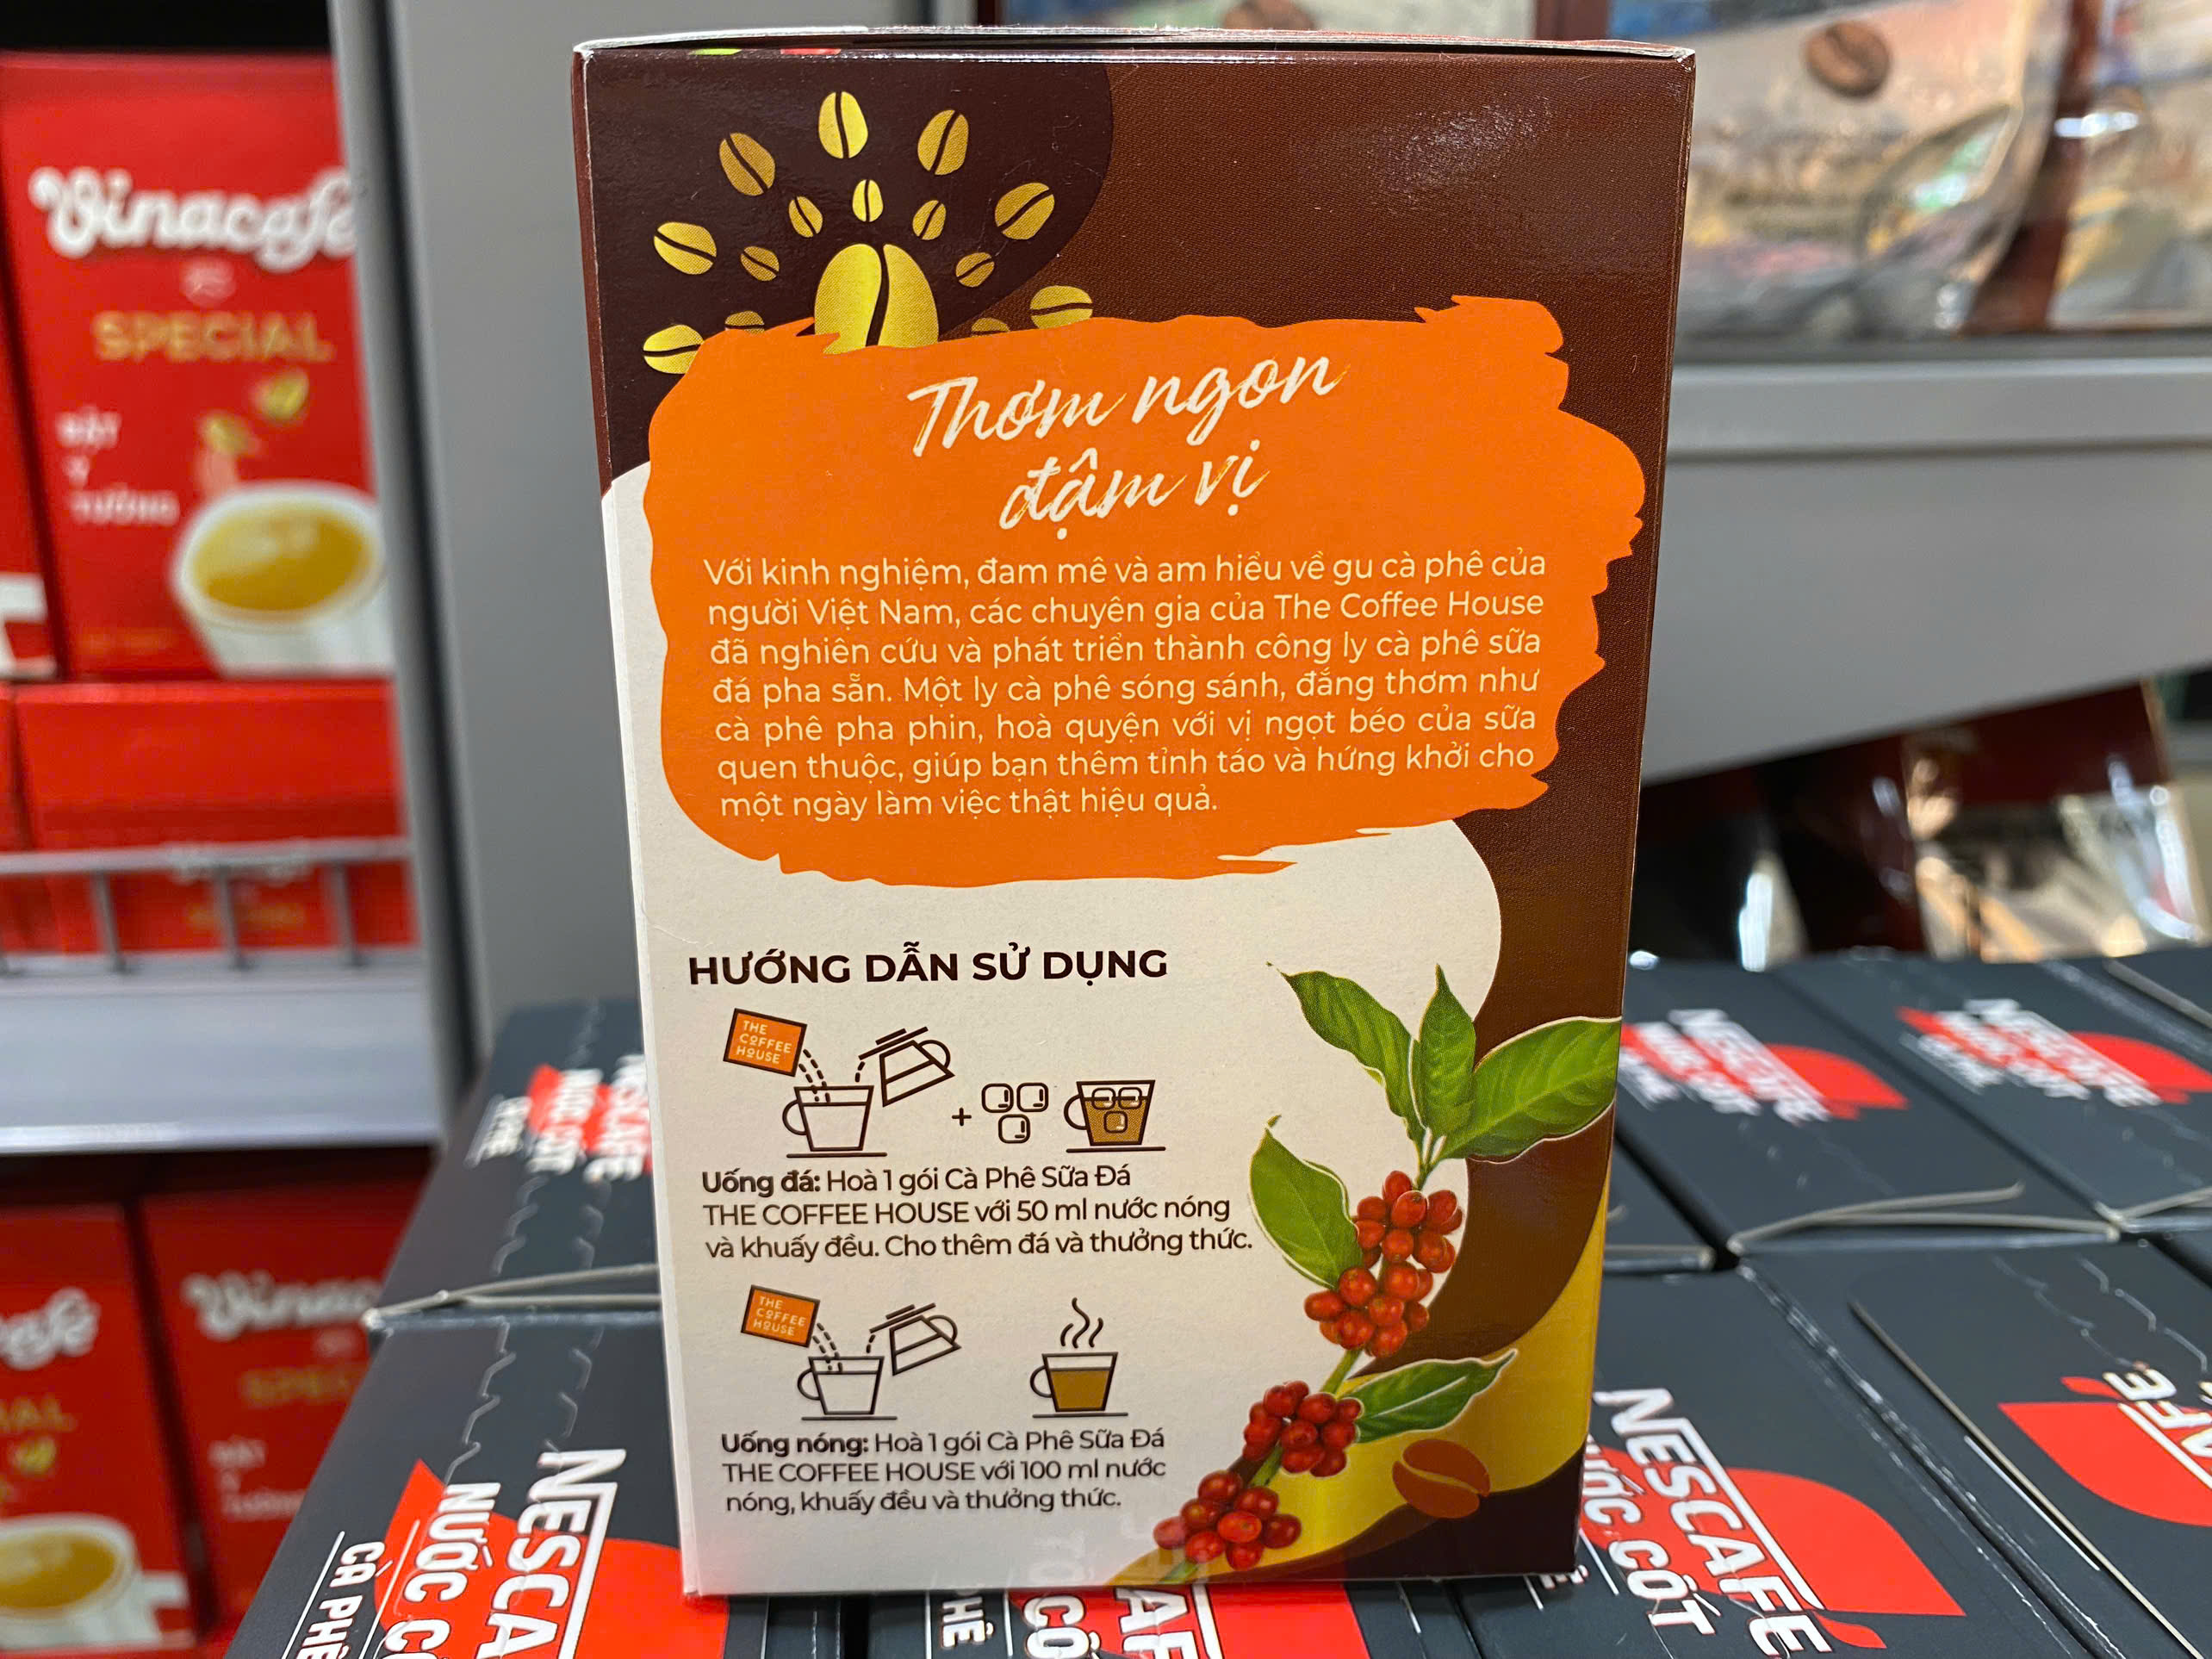 Vinacafé
SPECIAL
BẬT
Ý
TƯỞNG
Thơm ngon
đậm vị
Với kinh nghiệm, đam mê và am hiểu về gu cà phê của
người Việt Nam, các chuyên gia của The Coffee House
đã nghiên cứu và phát triển thành công ly cà phê sữa
đá pha sẵn. Một ly cà phê sóng sánh, đắng thơm như
cà phê pha phin, hoà quyện với vị ngọt béo của sữa
quen thuộc, giúp bạn thêm tỉnh táo và hứng khởi cho
một ngày làm việc thật hiệu quả.
HƯỚNG DẪN SỬ DỤNG
THE
COFFEE
HOUSE
+
Uống đá: Hoà 1 gói Cà Phê Sữa Đá
THE COFFEE HOUSE với 50 ml nước nóng
và khuấy đều. Cho thêm đá và thưởng thức.
THE
COFFEE
HOUSE
Uống nóng: Hoà 1 gói Cà Phê Sữa Đá
THE COFFEE HOUSE với 100 ml nước
nóng, khuấy đều và thưởng thức.
NESCAFÉ
NESCAFÉ
NƯỚC CỐT
NESCA
NƯỚC C
CÀ PHÊ